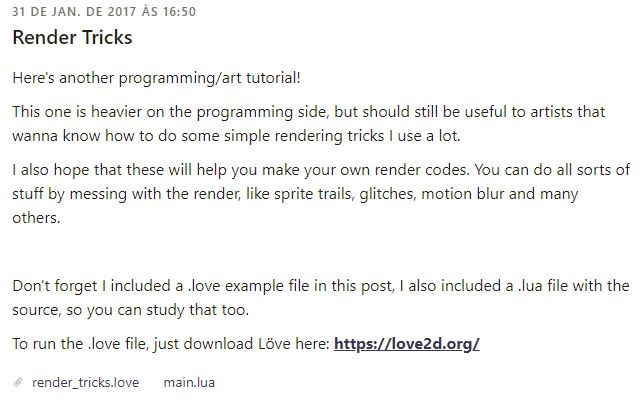 31 DE JAN. DE 2017 ÀS 16:50
Render Tricks
Here's another programming/art tutorial!
This one is heavier on the programming side, but should still be useful to artists that
wanna know how to do some simple rendering tricks I use a lot.
I also hope that these will help you make your own render codes. You can do all sorts of
stuff by messing with the render, like sprite trails, glitches, motion blur and many
others.
Don't forget I included a .love example file in this post, I also included a .lua file with the
source, so you can study that too.
To run the .love file, just download Löve here: https://love2d.org/
render_tricks.love main.lua